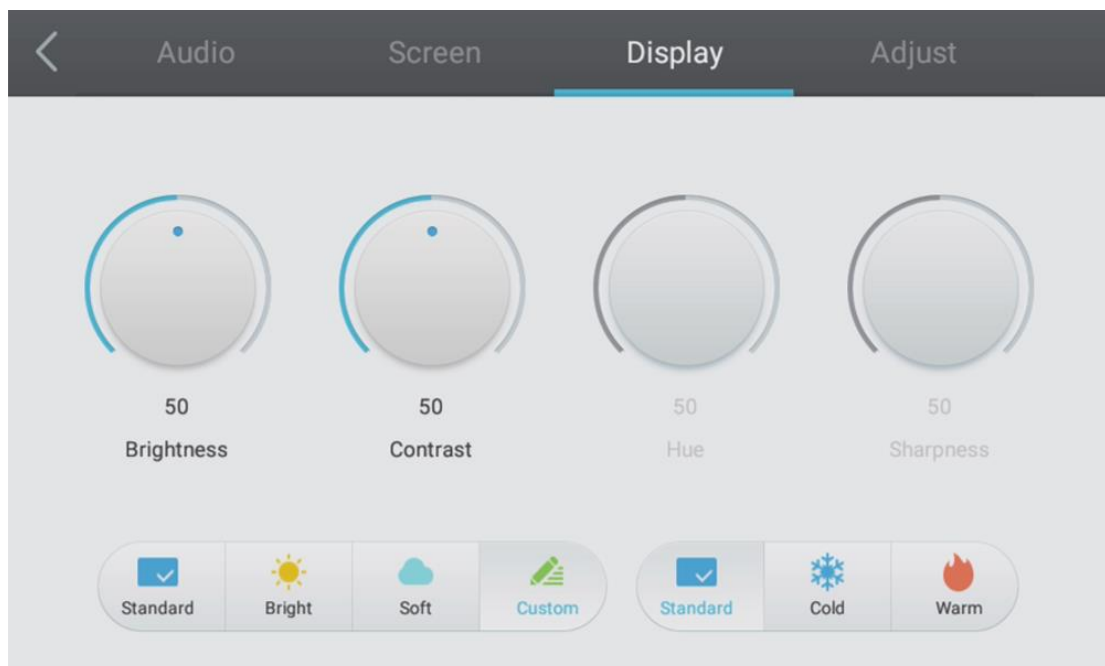 Audio Screen Display Adjust
50 50 50 50
Brightness Contrast Hue Sharpness
Standard Bright Soft Custom Standard Cold Warm